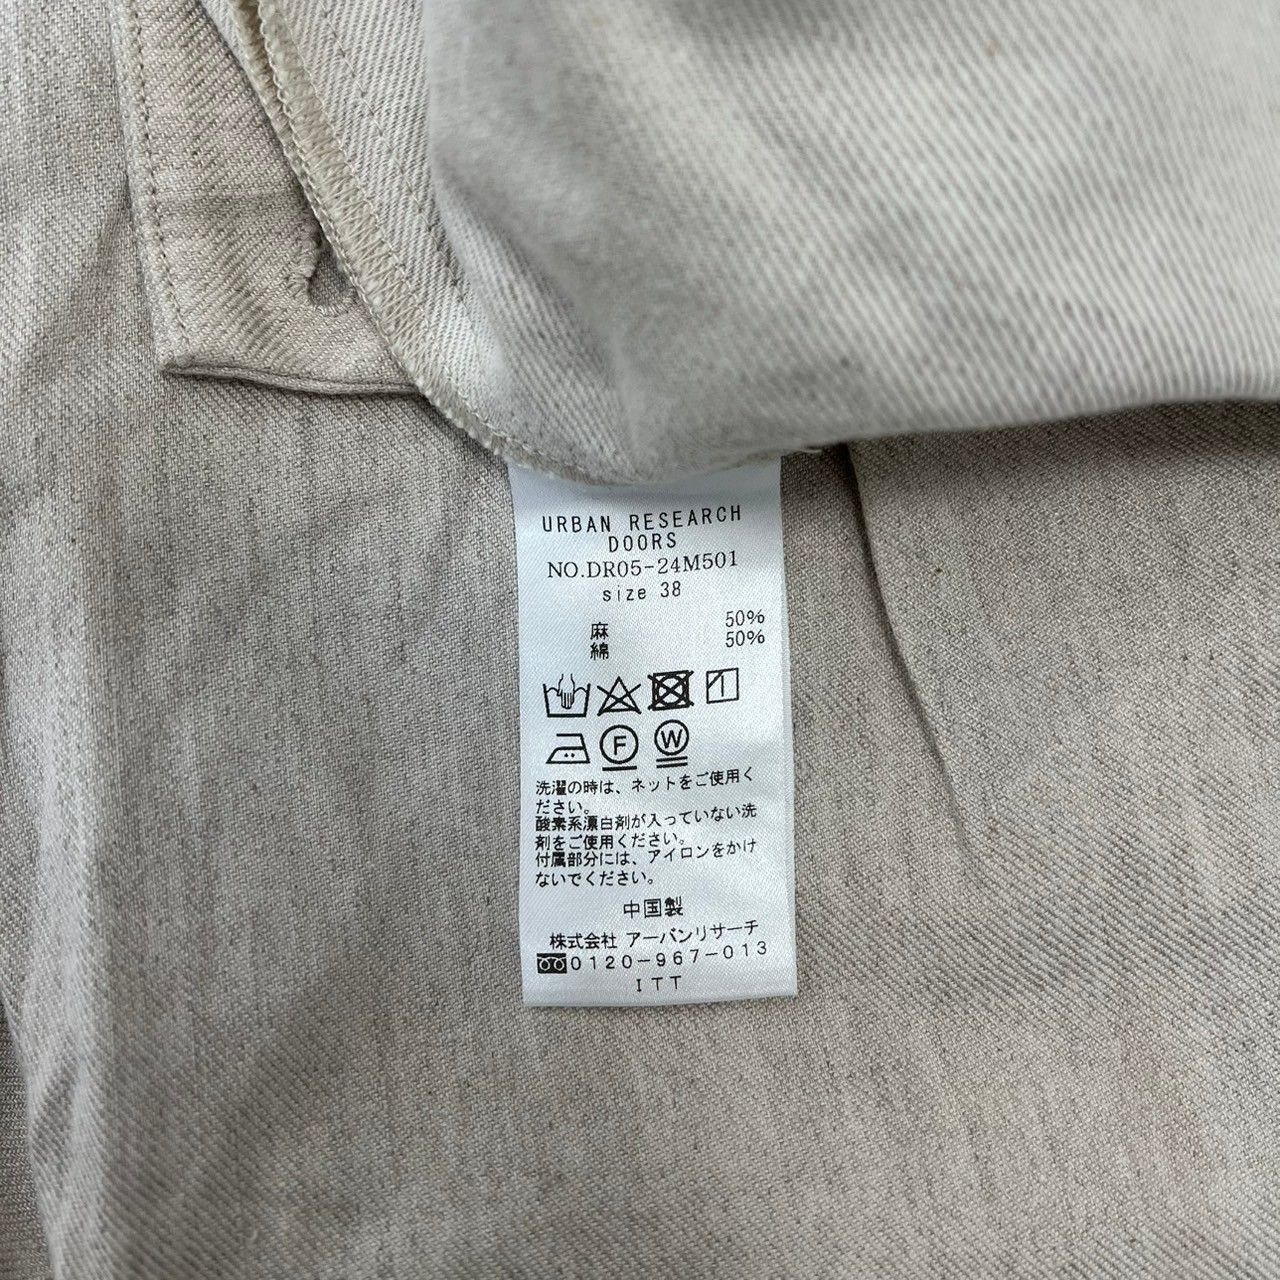 URBAN RESEARCH
DOORS
NO.DR05-24M501
size 38
麻 50%
綿 50%
F W
洗濯の時は、ネットをご使用く
ださい。
酸素系漂白剤が入っていない洗
剤をご使用ください。
付属部分には、アイロンをかけ
ないでください。
中国製
株式会社 アーバンリサーチ
0120-967-013
ITT